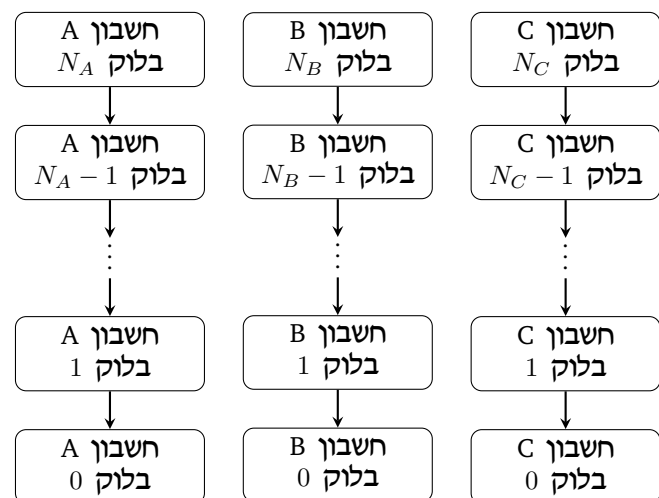 חשבון A
בלוק N_A
חשבון B
בלוק N_B
חשבון C
בלוק N_C
חשבון A
בלוק N_A − 1
חשבון B
בלוק N_B − 1
חשבון C
בלוק N_C − 1
חשבון A
בלוק 1
חשבון B
בלוק 1
חשבון C
בלוק 1
חשבון A
בלוק 0
חשבון B
בלוק 0
חשבון C
בלוק 0